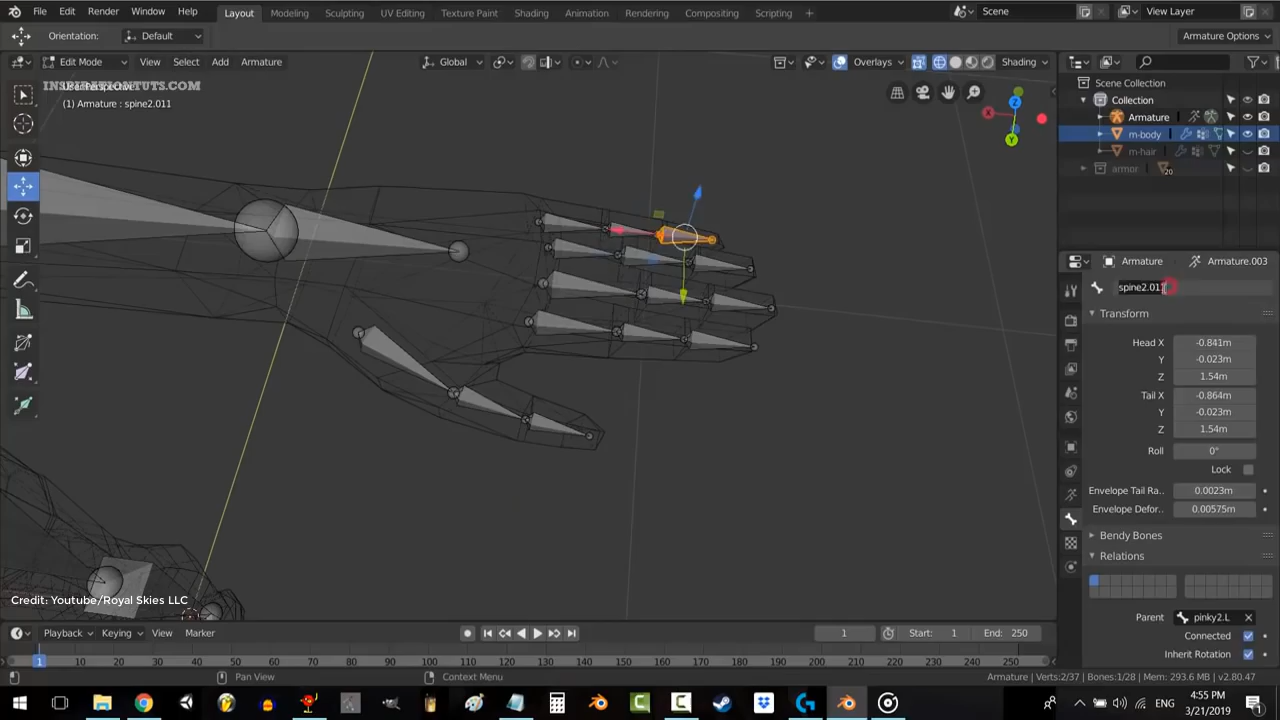 File Edit Render Window Help Layout Modeling Sculpting UV Editing Texture Paint Shading Animation Rendering Compositing Scripting + Scene View Layer
Orientation: Default Armature Options
Edit Mode View Select Add Armature Global Overlays Shading
INSPIRATIONTUTS.COM
(1) Armature : spine2.011
X
Z
Y
Scene Collection
Collection
Armature
m-body
m-hair
armor 20
Armature Armature.003
spine2.011
Transform
Head X -0.841m
Y -0.023m
Z 1.54m
Tail X -0.864m
Y -0.023m
Z 1.54m
Roll 0°
Lock
Envelope Tail Ra.. 0.0023m
Envelope Defor.. 0.00575m
Bendy Bones
Relations
Parent pinky2.L
Connected
Inherit Rotation
Credit: Youtube/Royal Skies LLC
Playback Keying View Marker 1 Start: 1 End: 250
1 10 20 30 40 50 60 70 80 90 100 110 120 130 140 150 160 170 180 190 200 210 220 230 240 250
Pan View Context Menu Armature | Verts:2/37 | Bones:1/28 | Mem: 293.6 MB | v2.80.47
ENG 4:55 PM
3/21/2019